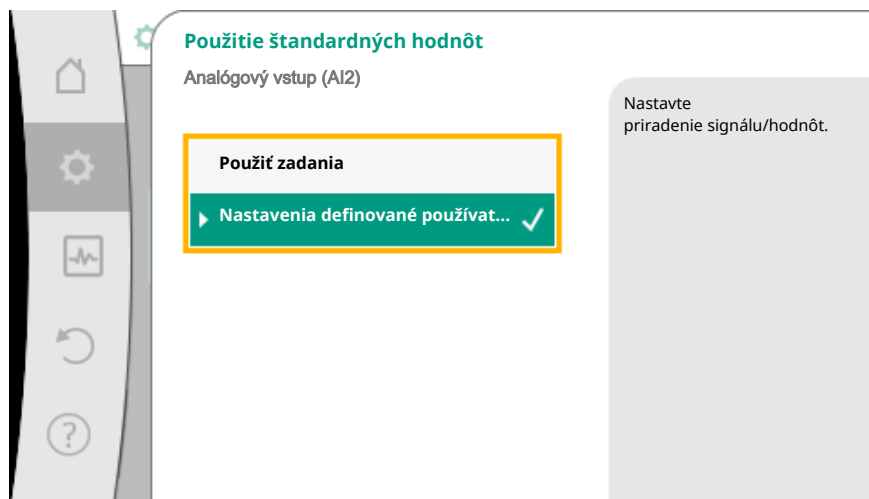 Použitie štandardných hodnôt
Analógový vstup (AI2)
Nastavte
priradenie signálu/hodnôt.
Použiť zadania
Nastavenia definované používat...
?